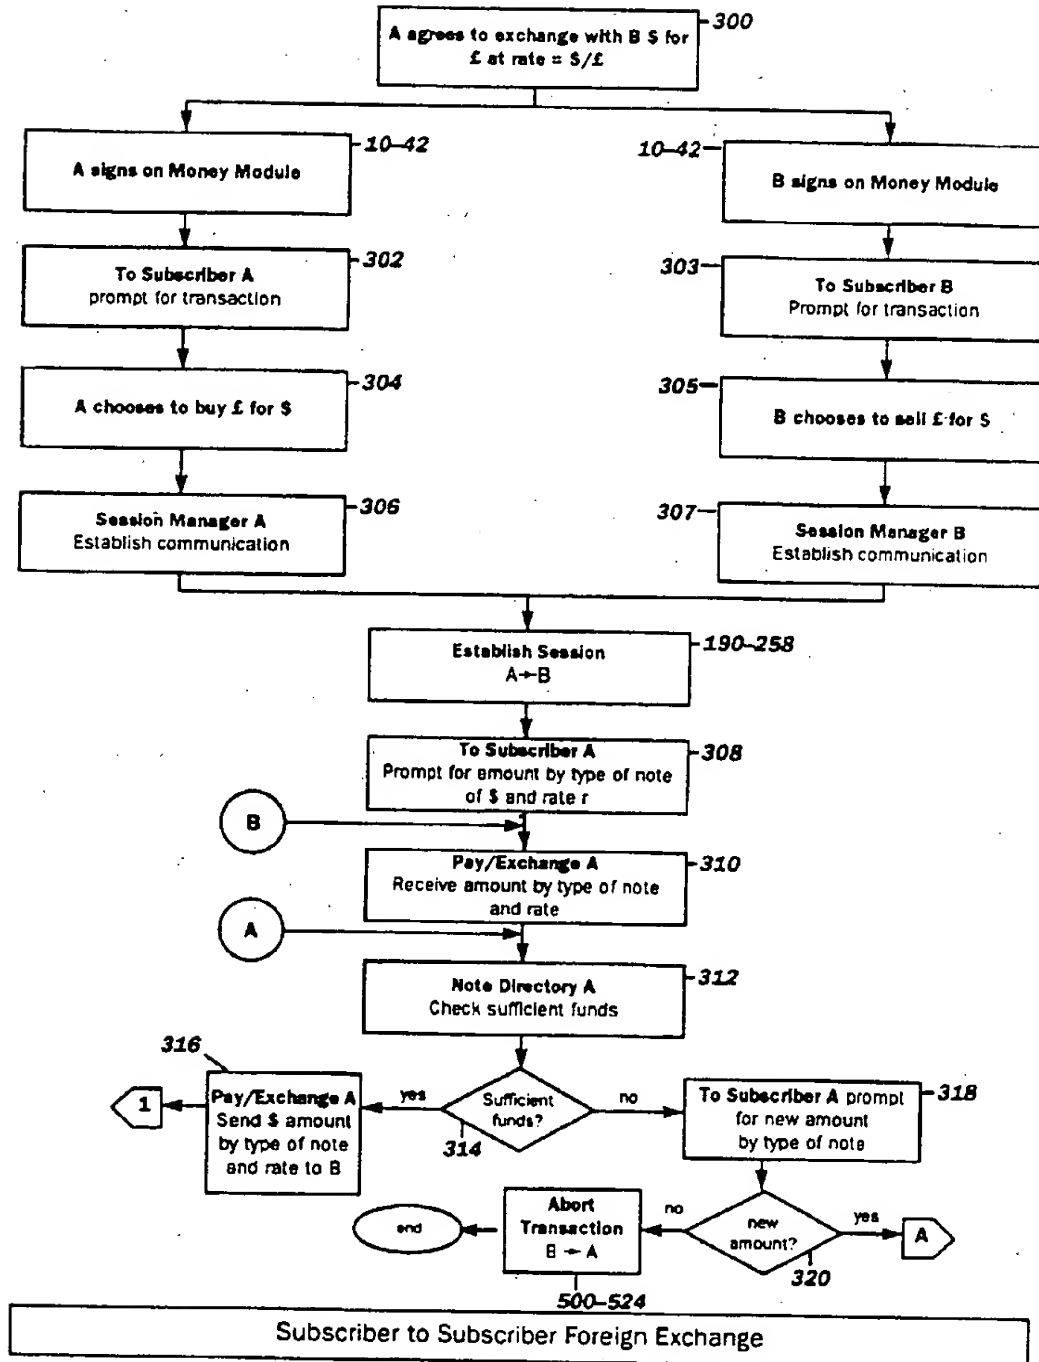 300
A agrees to exchange with B $ for
£ at rate = $/£
10–42
A signs on Money Module
10–42
B signs on Money Module
302
To Subscriber A
prompt for transaction
303
To Subscriber B
Prompt for transaction
304
A chooses to buy £ for $
305
B chooses to sell £ for $
306
Session Manager A
Establish communication
307
Session Manager B
Establish communication
190–258
Establish Session
A→B
308
To Subscriber A
Prompt for amount by type of note
of $ and rate r
B
310
Pay/Exchange A
Receive amount by type of note
and rate
A
312
Note Directory A
Check sufficient funds
316
1
Pay/Exchange A
Send $ amount
by type of note
and rate to B
yes
Sufficient
funds?
314
no
318
To Subscriber A prompt
for new amount
by type of note
end
Abort
Transaction
B → A
500–524
no
new
amount?
320
yes
A
Subscriber to Subscriber Foreign Exchange